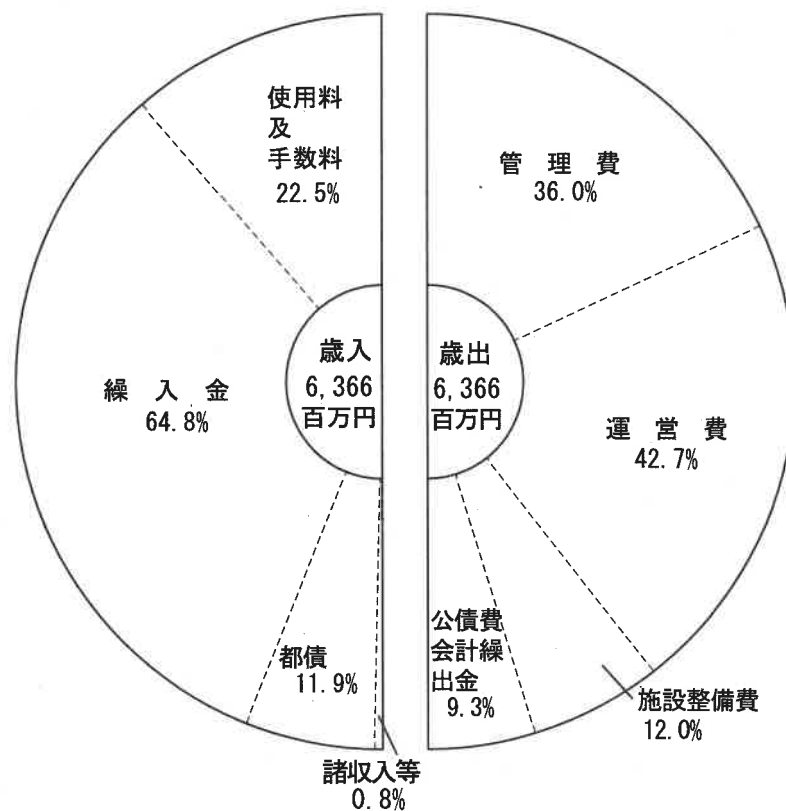 使用料
及
手数料
22.5%
繰入金
64.8%
都債
11.9%
諸収入等
0.8%
歳入
6,366
百万円
歳出
6,366
百万円
管理費
36.0%
運営費
42.7%
施設整備費
12.0%
公債費
会計繰
出金
9.3%